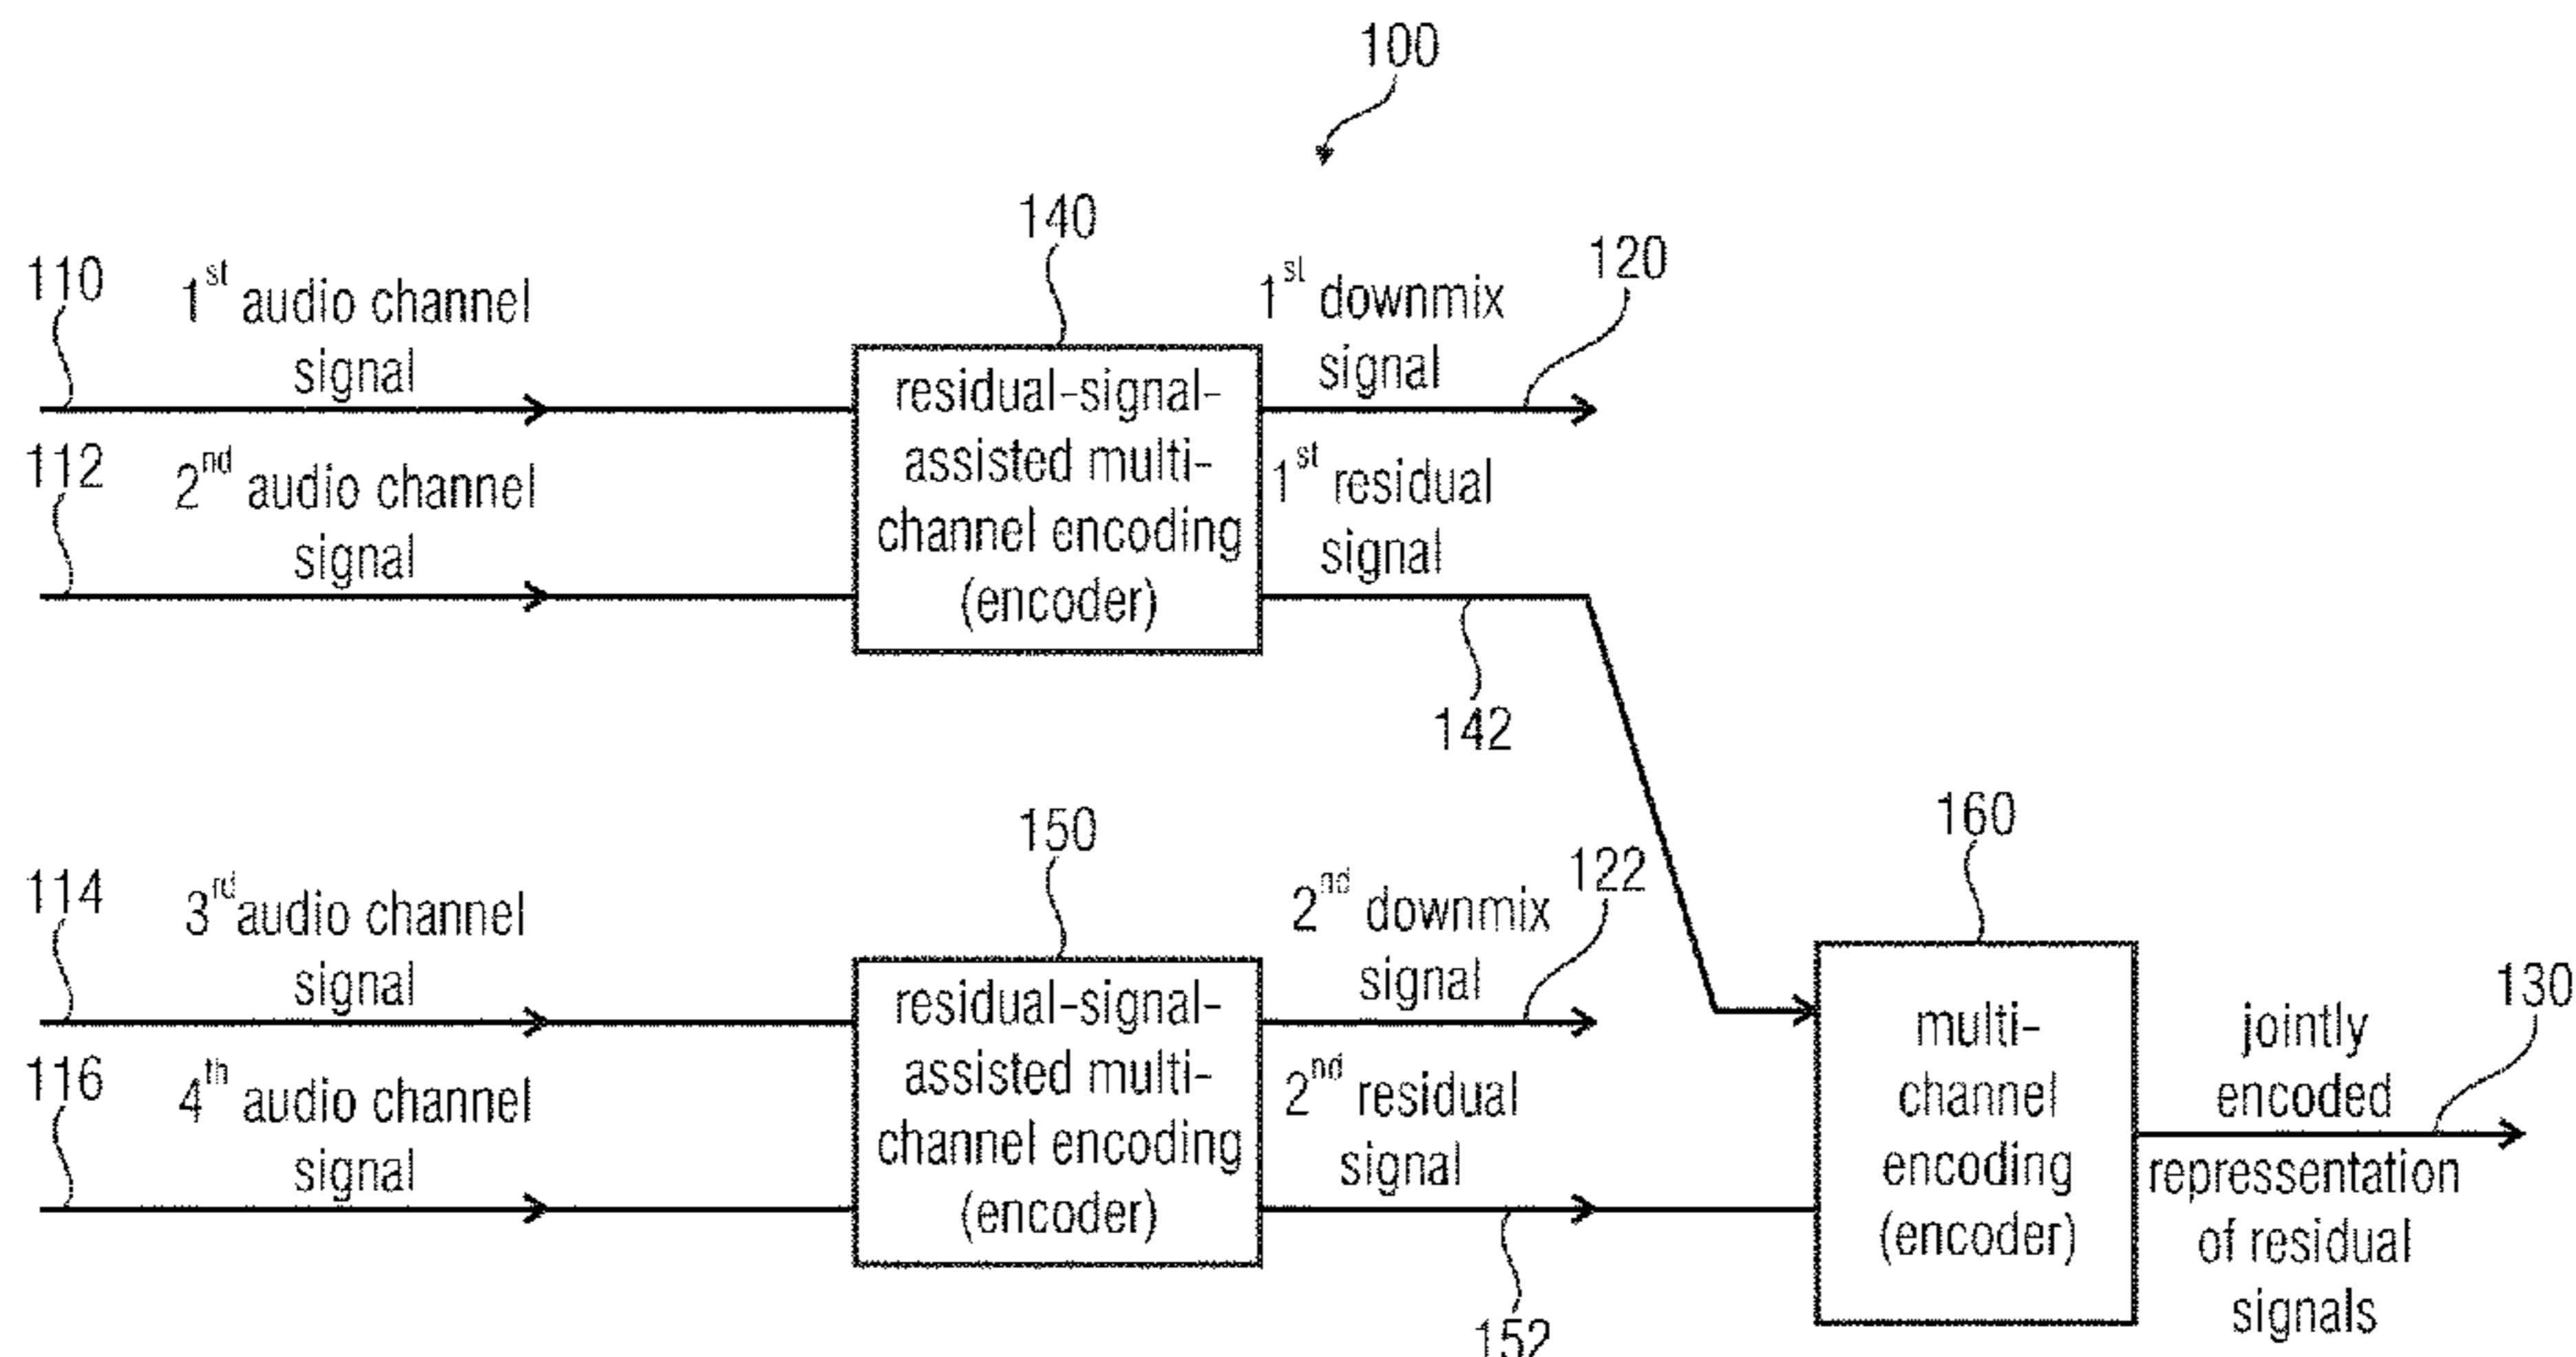 100
140
110
1st audio channel
signal
112
2nd audio channel
signal
residual-signal-
assisted multi-
channel encoding
(encoder)
1st downmix
signal
120
1st residual
signal
142
150
114
3rd audio channel
signal
116
4th audio channel
signal
residual-signal-
assisted multi-
channel encoding
(encoder)
2nd downmix
signal
122
2nd residual
signal
152
160
multi-
channel
encoding
(encoder)
jointly
encoded
repressentation
of residual
signals
130